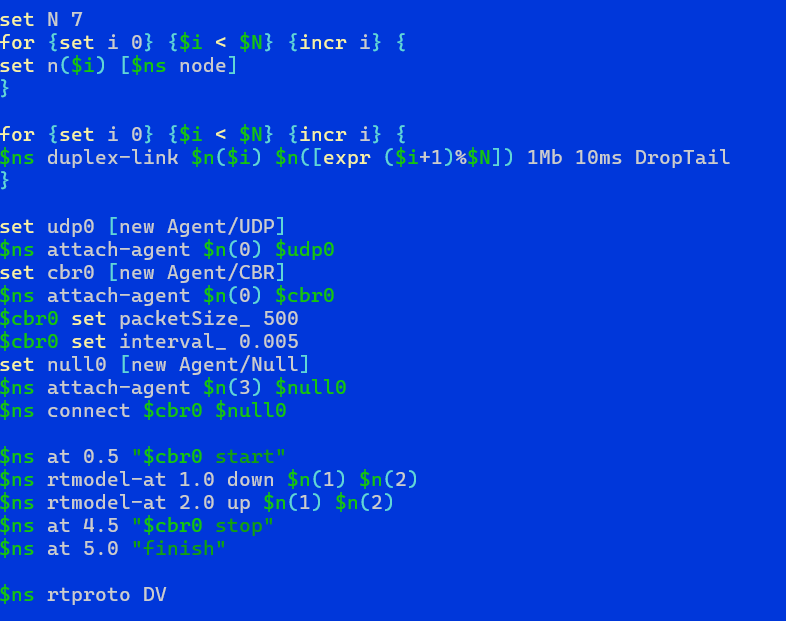 set N 7
for {set i 0} {$i < $N} {incr i} {
set n($i) [$ns node]
}

for {set i 0} {$i < $N} {incr i} {
$ns duplex-link $n($i) $n([expr ($i+1)%$N]) 1Mb 10ms DropTail
}

set udp0 [new Agent/UDP]
$ns attach-agent $n(0) $udp0
set cbr0 [new Agent/CBR]
$ns attach-agent $n(0) $cbr0
$cbr0 set packetSize_ 500
$cbr0 set interval_ 0.005
set null0 [new Agent/Null]
$ns attach-agent $n(3) $null0
$ns connect $cbr0 $null0

$ns at 0.5 "$cbr0 start"
$ns rtmodel-at 1.0 down $n(1) $n(2)
$ns rtmodel-at 2.0 up $n(1) $n(2)
$ns at 4.5 "$cbr0 stop"
$ns at 5.0 "finish"

$ns rtproto DV